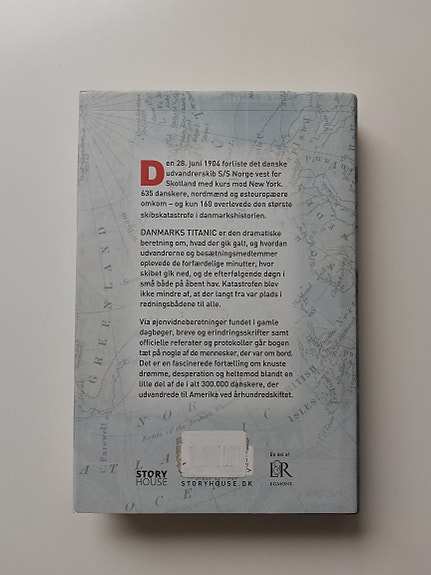 Den 28. juni 1904 forliste det danske
udvandrerskib S/S Norge vest for
Skotland med kurs mod New York.
635 danskere, nordmænd og østeuropæere
omkom – og kun 160 overlevede den største
skibskatastrofe i danmarkshistorien.
DANMARKS TITANIC er den dramatiske
beretning om, hvad der gik galt, og hvordan
udvandrerne og besætningsmedlemmer
oplevede de forfærdelige minutter, hvor
skibet gik ned, og de efterfølgende døgn i
små både på åbent hav. Katastrofen blev
ikke mindre af, at der langt fra var plads i
redningsbådene til alle.
Via øjenvidneberetninger fundet i gamle
dagbøger, breve og erindringsskrifter samt
officielle referater og protokoller går bogen
tæt på nogle af de mennesker, der var om bord.
Det er en fascinerede fortælling om knuste
drømme, desperation og heltemod blandt en
lille del af de i alt 300.000 danskere, der
udvandrede til Amerika ved århundredskiftet.
GREENLAND
C. Farewell
STORY
HOUSE
STORYHOUSE.DK
En del af
L&R
EGMONT